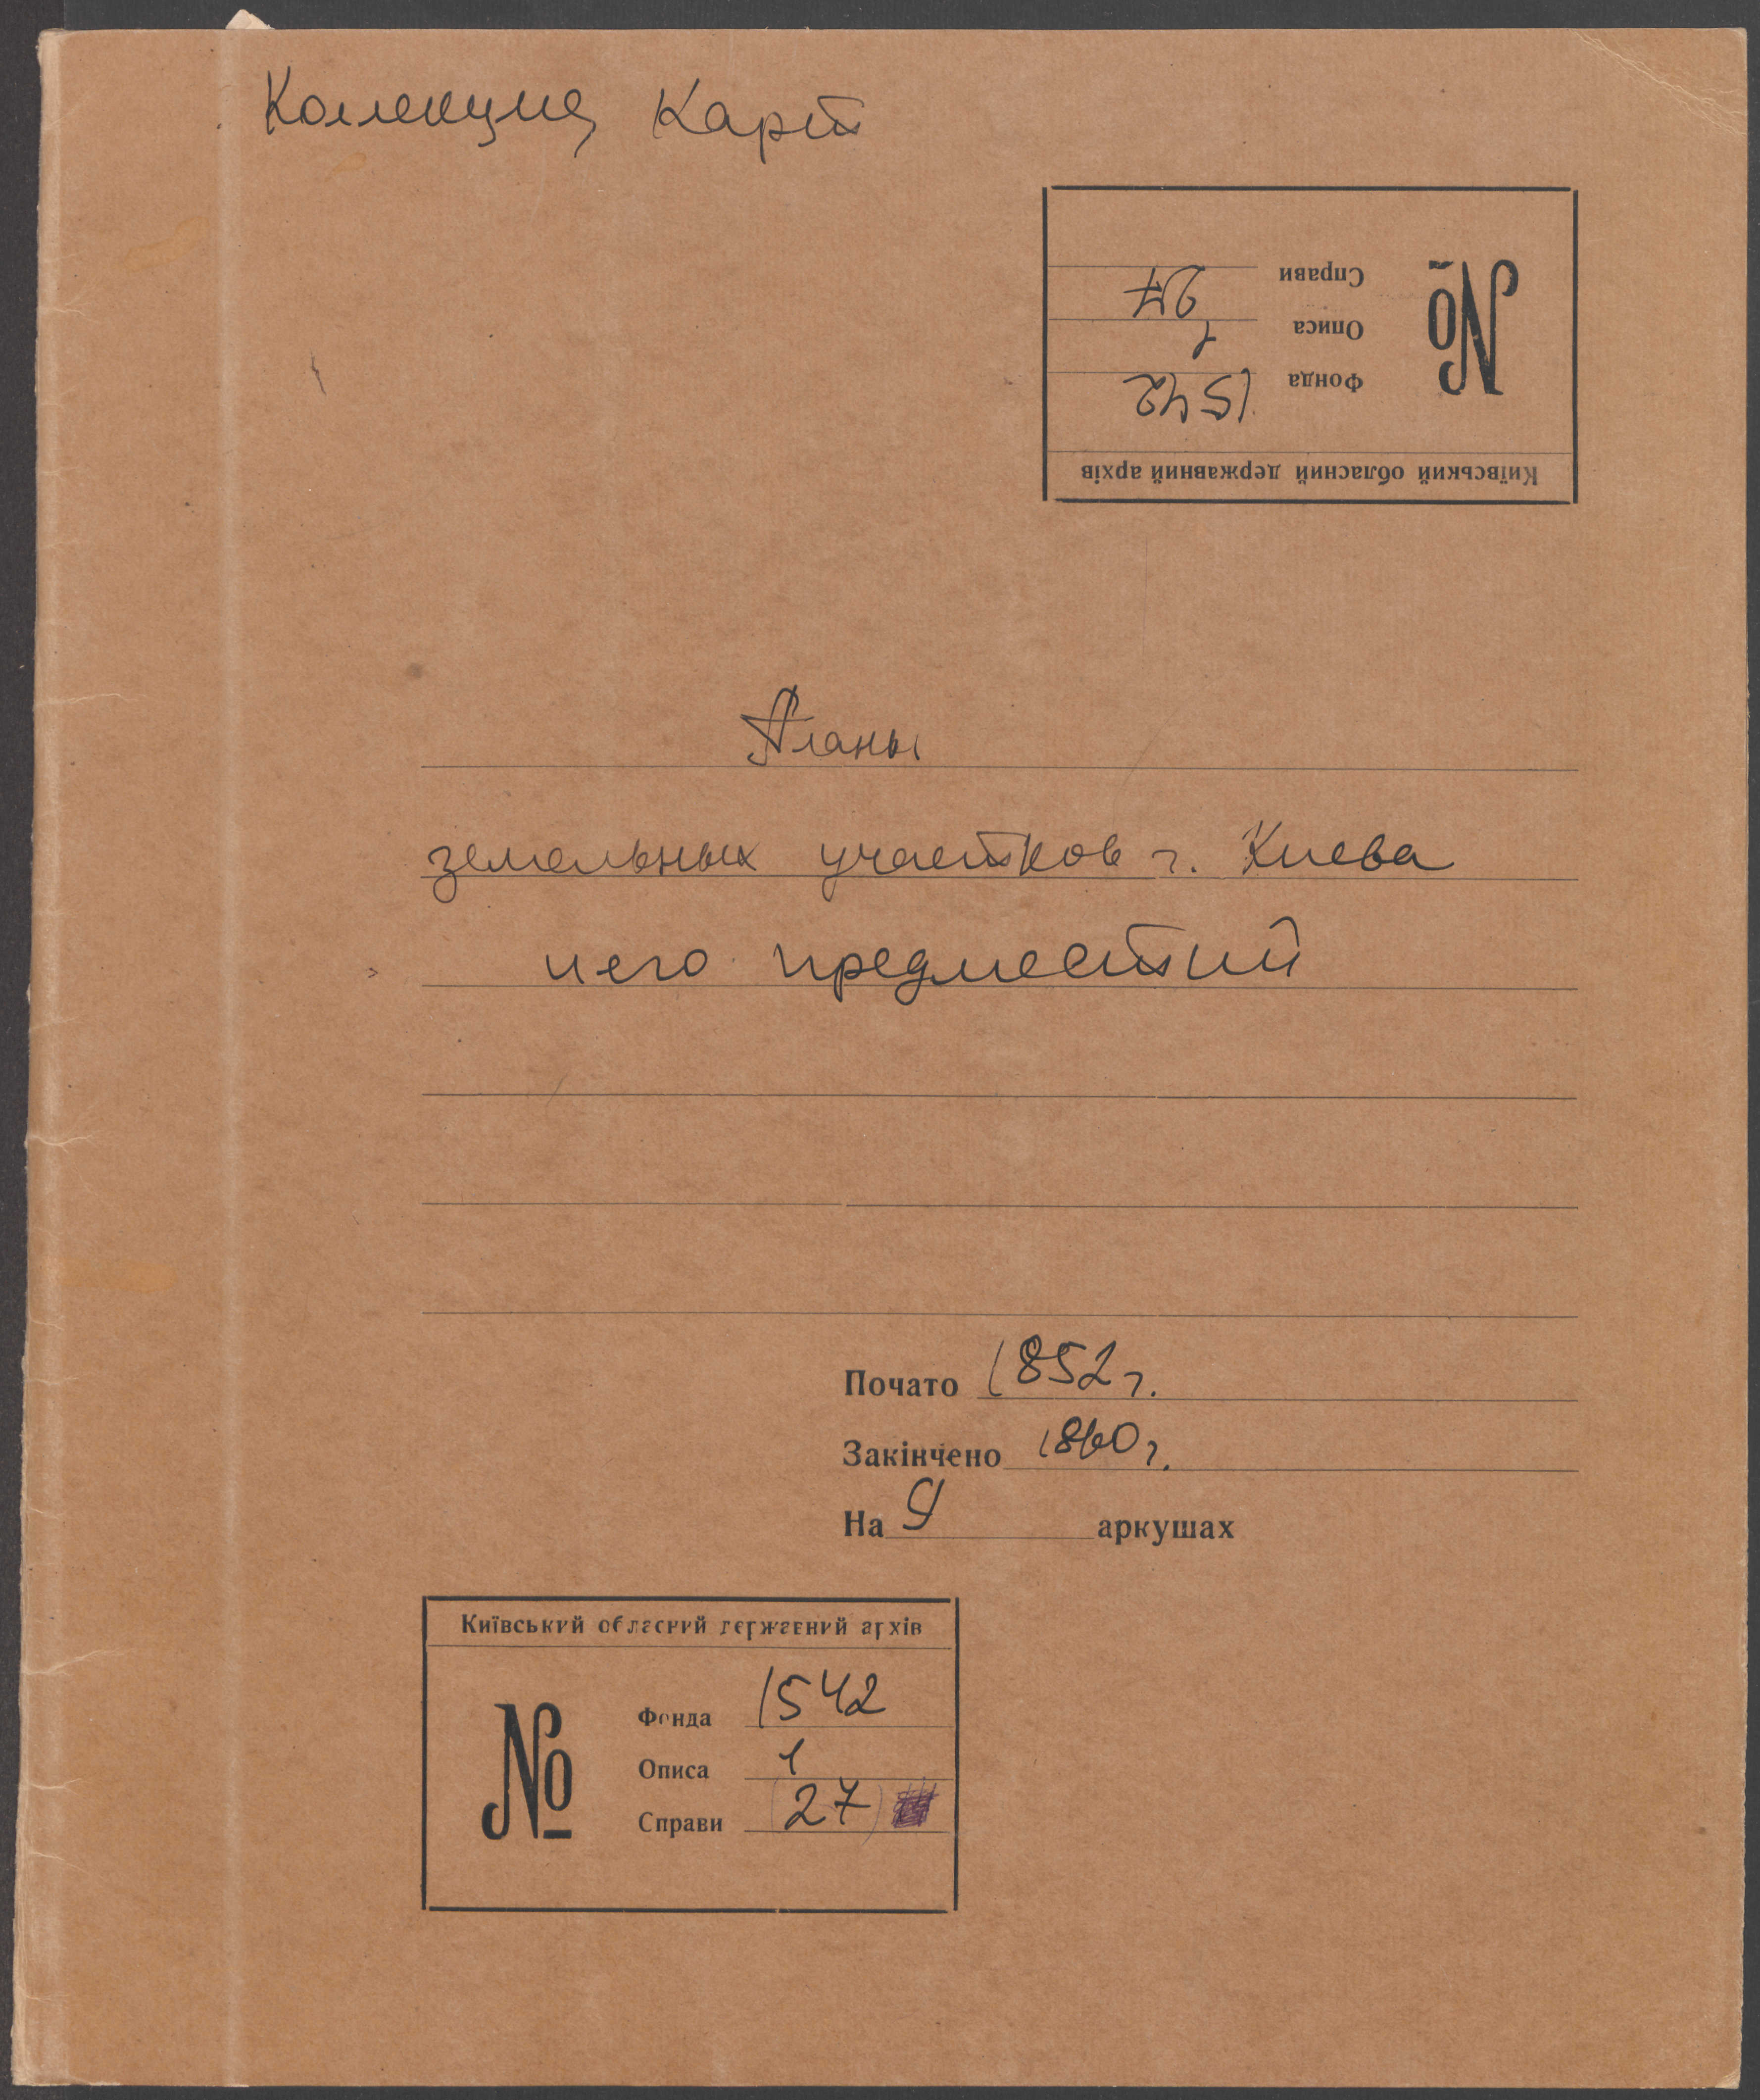 Коллекция Карт
Київський обласний державний архів
№
Фонда 1542
Описа 1
Справи 27
Планы
земельных участков г. Киева
и его предместий
Почато 1852 г.
Закінчено 1860 г.
На 9 аркушах
Київський обласний державний архів
№
Фонда 1542
Описа 1
Справи (27)